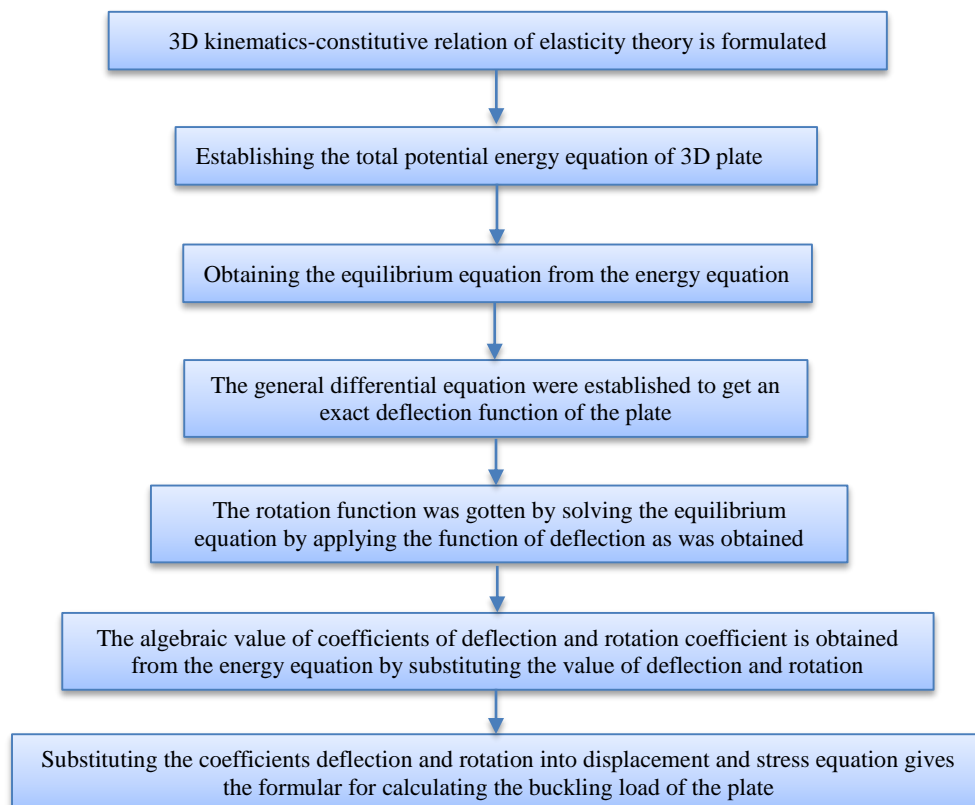 3D kinematics-constitutive relation of elasticity theory is formulated
Establishing the total potential energy equation of 3D plate
Obtaining the equilibrium equation from the energy equation
The general differential equation were established to get an
exact deflection function of the plate
The rotation function was gotten by solving the equilibrium
equation by applying the function of deflection as was obtained
The algebraic value of coefficients of deflection and rotation coefficient is obtained
from the energy equation by substituting the value of deflection and rotation
Substituting the coefficients deflection and rotation into displacement and stress equation gives
the formular for calculating the buckling load of the plate